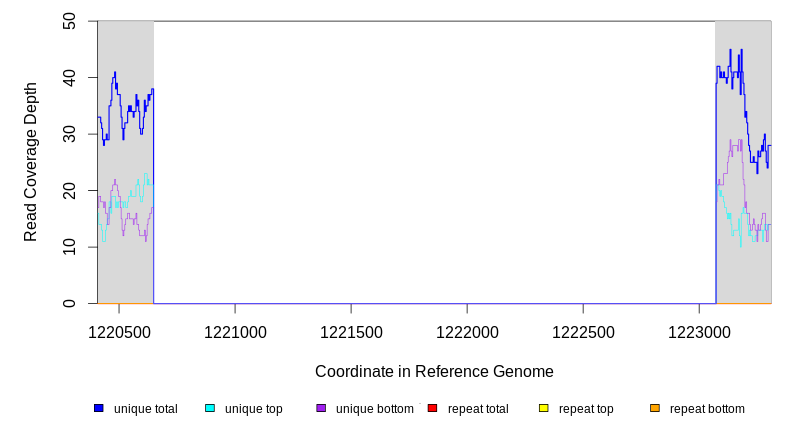 50
40
30
20
10
0
Read Coverage Depth
1220500 1221000 1221500 1222000 1222500 1223000
Coordinate in Reference Genome
unique total unique top unique bottom repeat total repeat top repeat bottom